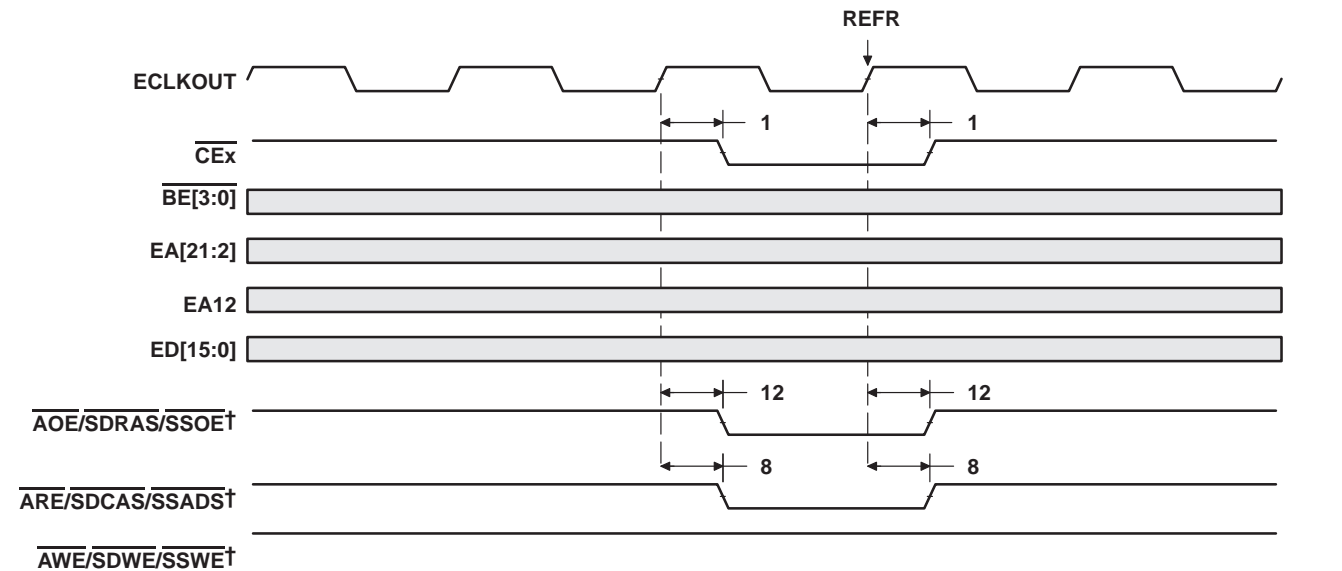 REFR
ECLKOUT
1 1
CEx
BE[3:0]
EA[21:2]
EA12
ED[15:0]
12 12
AOE/SDRAS/SSOE†
8 8
ARE/SDCAS/SSADS†
AWE/SDWE/SSWE†